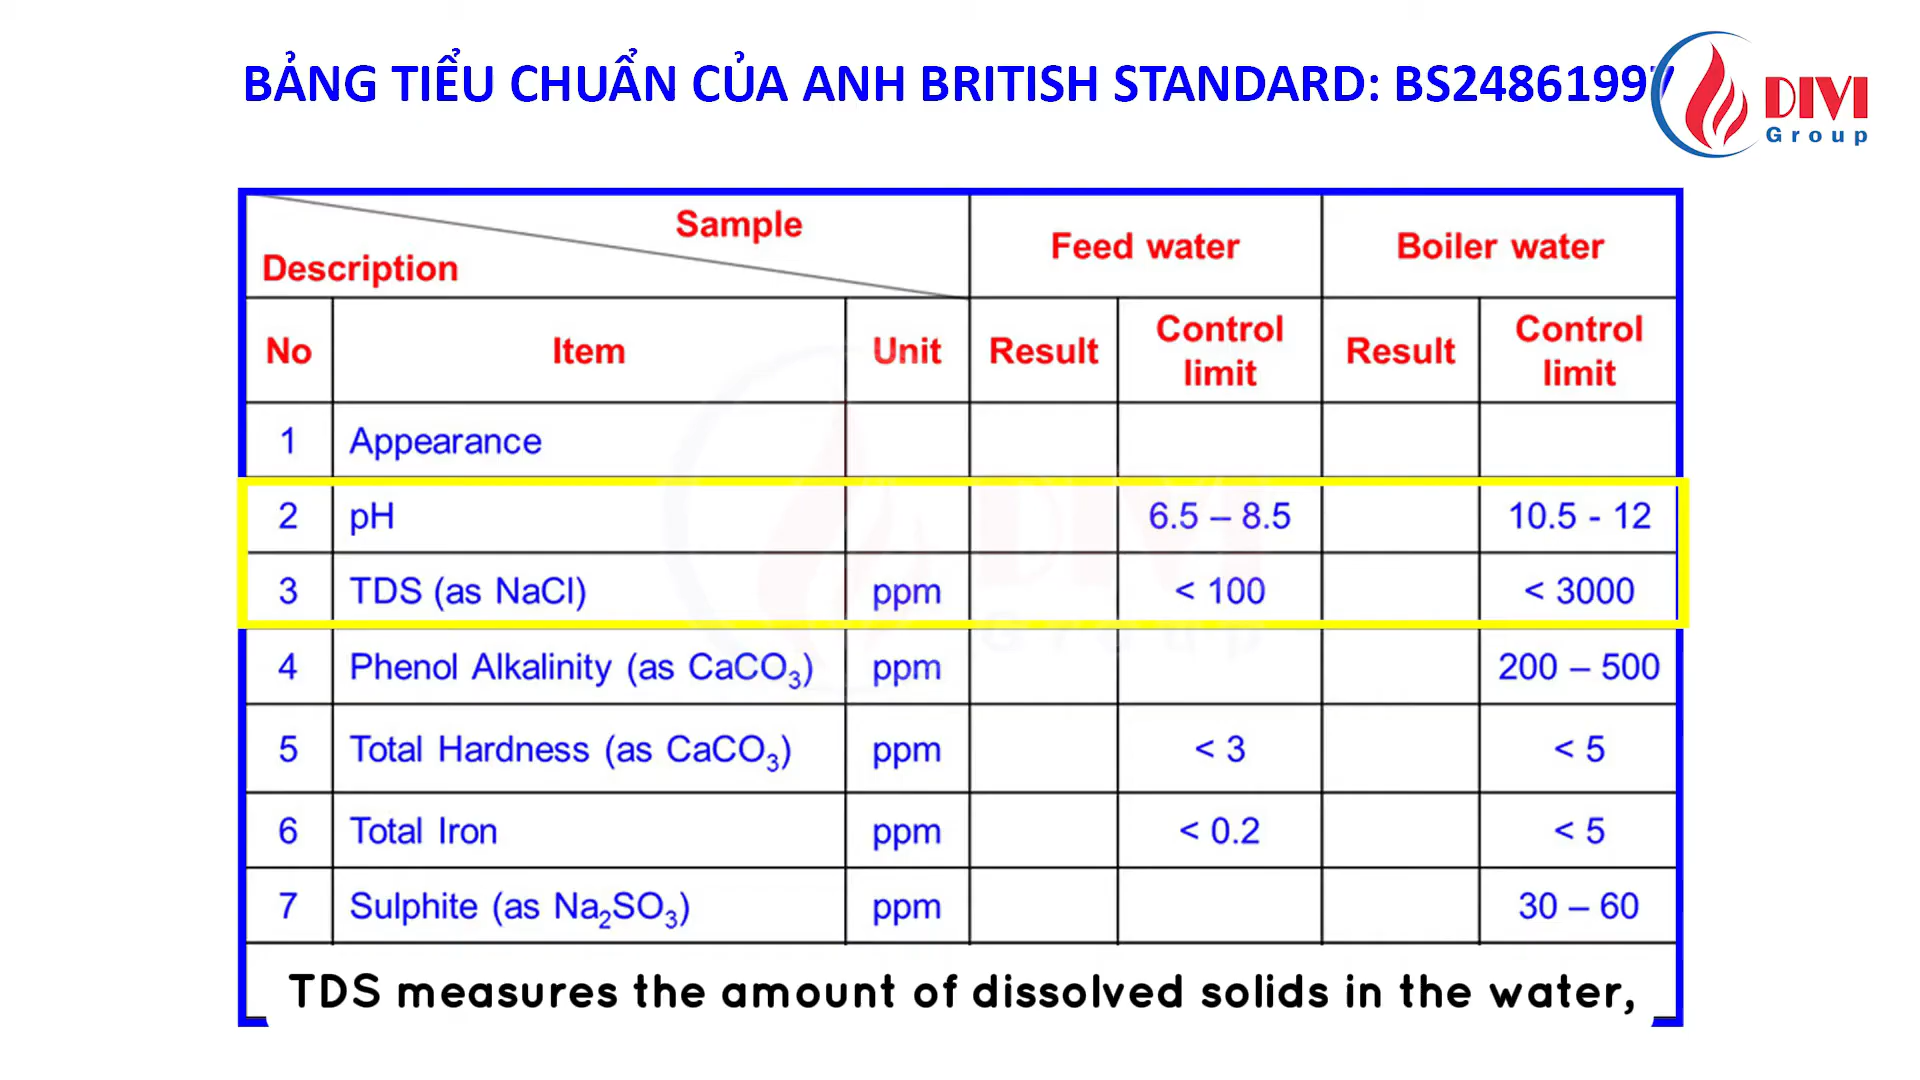 BẢNG TIỂU CHUẨN CỦA ANH BRITISH STANDARD: BS24861997
DIVI
Group
Sample
Description
Feed water
Boiler water
No
Item
Unit
Result
Control limit
Result
Control limit
1 Appearance
2 pH 6.5 – 8.5 10.5 - 12
3 TDS (as NaCl) ppm < 100 < 3000
4 Phenol Alkalinity (as CaCO₃) ppm 200 – 500
5 Total Hardness (as CaCO₃) ppm < 3 < 5
6 Total Iron ppm < 0.2 < 5
7 Sulphite (as Na₂SO₃) ppm 30 – 60
DIVI
Group
TDS measures the amount of dissolved solids in the water,